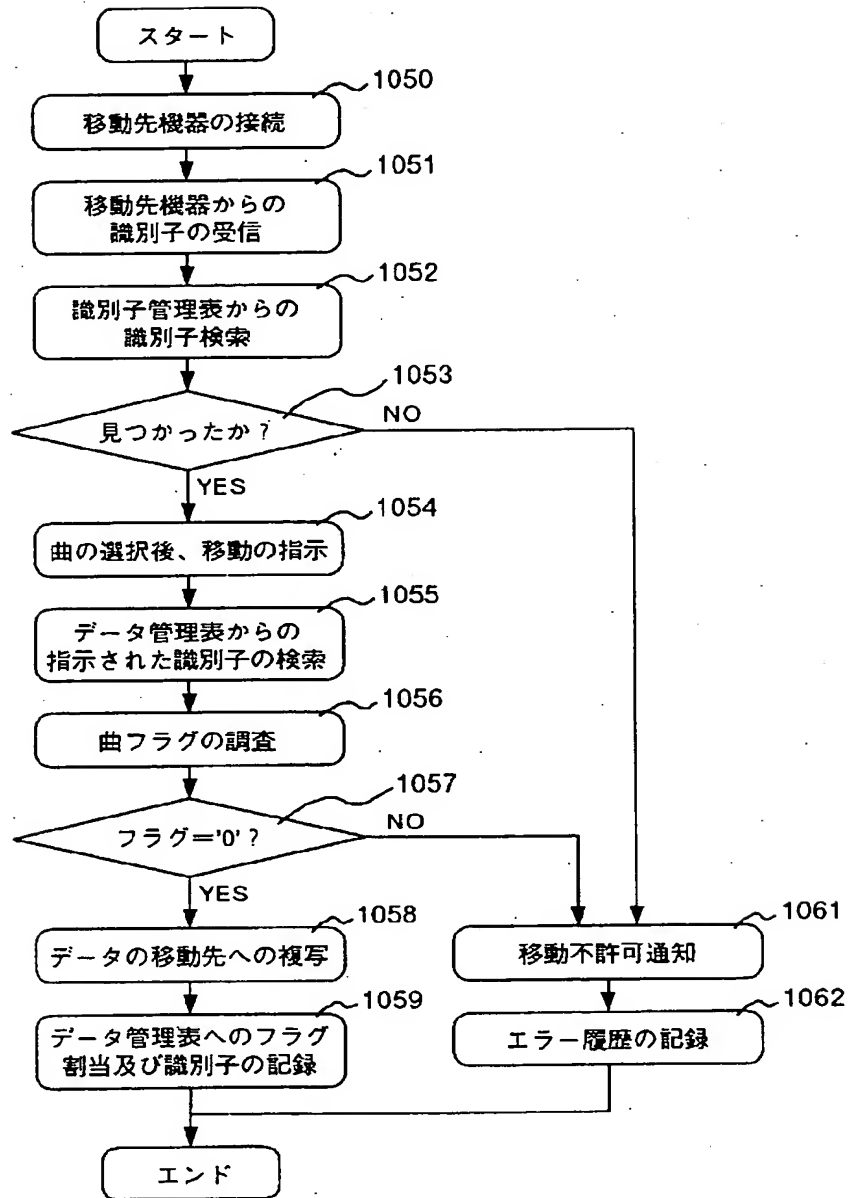 スタート
1050
移動先機器の接続
1051
移動先機器からの
識別子の受信
1052
識別子管理表からの
識別子検索
1053
見つかったか?
NO
YES
1054
曲の選択後、移動の指示
1055
データ管理表からの
指示された識別子の検索
1056
曲フラグの調査
1057
フラグ='0'?
NO
YES
1058
データの移動先への複写
1059
データ管理表へのフラグ
割当及び識別子の記録
1061
移動不許可通知
1062
エラー履歴の記録
エンド